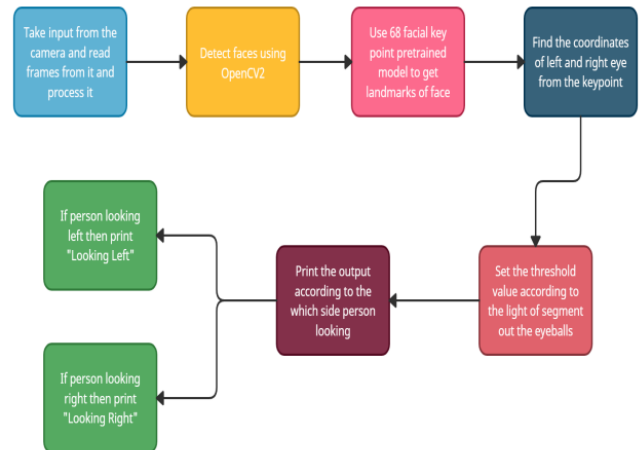 Take input from the
camera and read
frames from it and
process it
Detect faces using
OpenCV2
Use 68 facial key
point pretrained
model to get
landmarks of face
Find the coordinates
of left and right eye
from the keypoint
Set the threshold
value according to
the light of segment
out the eyeballs
Print the output
according to the
which side person
looking
If person looking
left then print
"Looking Left"
If person looking
right then print
"Looking Right"